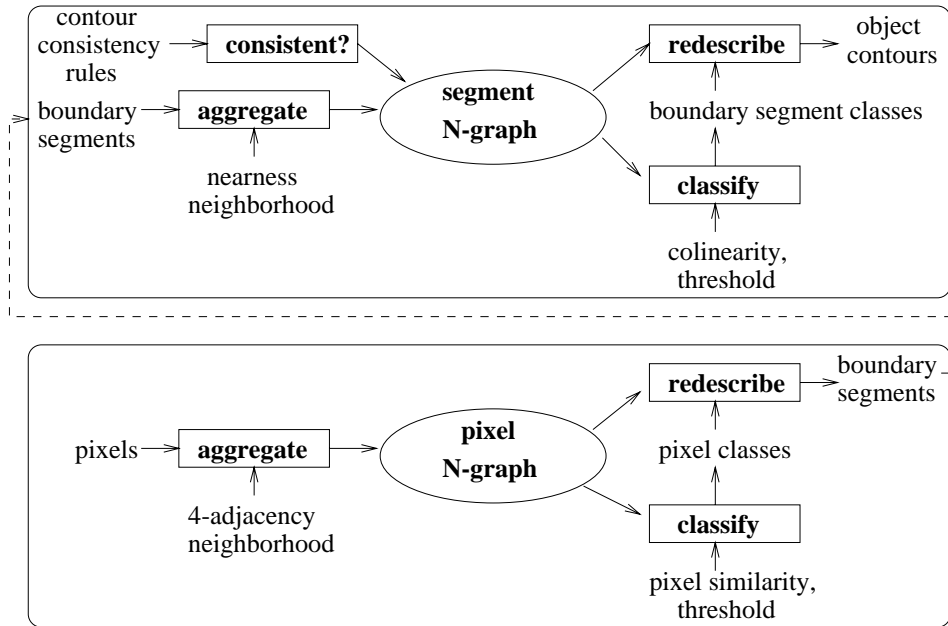 contour
consistency
rules
consistent?
boundary
segments
aggregate
nearness
neighborhood
segment
N-graph
redescribe
object
contours
boundary segment classes
classify
colinearity,
threshold
pixels
aggregate
4-adjacency
neighborhood
pixel
N-graph
redescribe
boundary
segments
pixel classes
classify
pixel similarity,
threshold